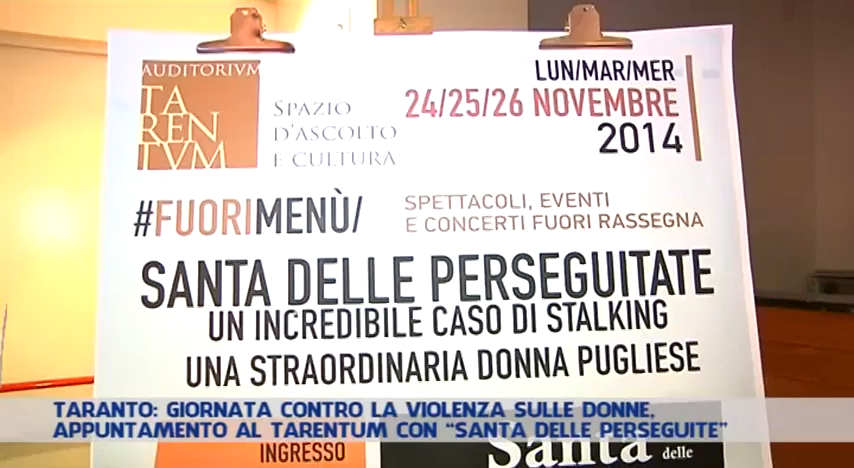 AUDITORIVM
TA
REN
TVM
SPAZIO
D'ASCOLTO
E CULTURA
LUN/MAR/MER
24/25/26 NOVEMBRE
2014
#FUORIMENÙ/
SPETTACOLI, EVENTI
E CONCERTI FUORI RASSEGNA
SANTA DELLE PERSEGUITATE
UN INCREDIBILE CASO DI STALKING
UNA STRAORDINARIA DONNA PUGLIESE
TARANTO: GIORNATA CONTRO LA VIOLENZA SULLE DONNE,
APPUNTAMENTO AL TARENTUM CON "SANTA DELLE PERSEGUITE"
INGRESSO
Santa delle